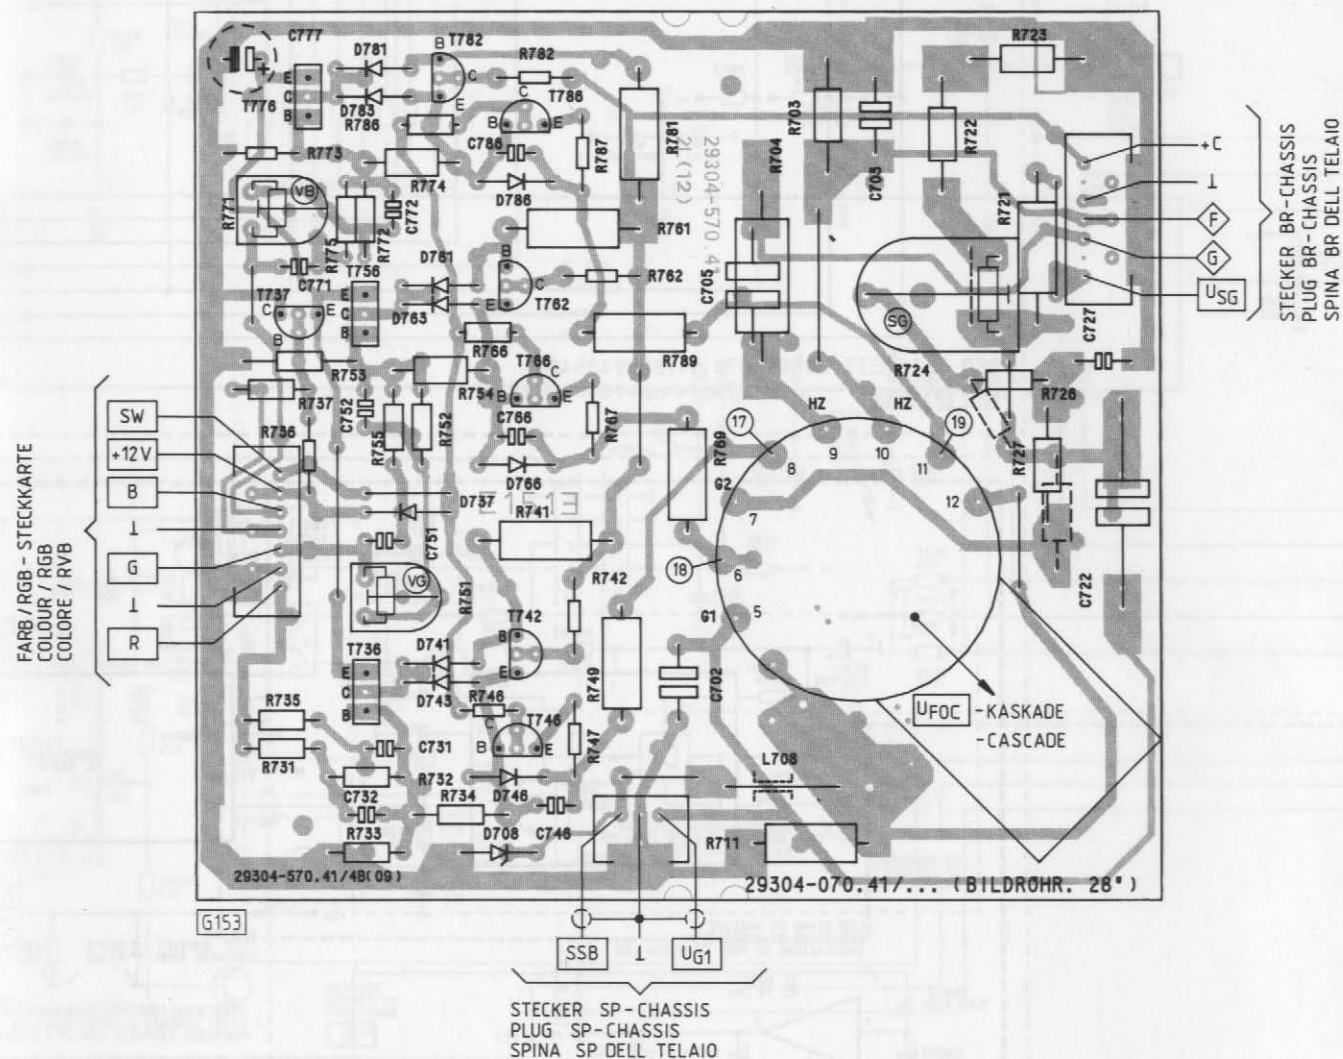 C777
D781
T782
R782
R723
B
C
E
T776
E
C
B
D783
R786
T786
C
B
E
C786
R787
R781
R703
C703
R722
29304-570.41
2L(12)
R704
R773
R774
D786
R721
+C
⊥
F
G
USG
STECKER BR-CHASSIS
PLUG BR-CHASSIS
SPINA BR DELL TELAIO
R771
VB
R775
R772
C772
C771
T756
E
C
B
D761
D763
B
C
E
T762
R761
R762
C705
SG
C727
T737
C
E
B
R753
R766
T766
C
B
E
R789
R724
R726
R737
C752
R754
C766
R767
R736
R755
R752
D766
HZ
HZ
17
19
8
9
10
11
12
R769
G2
7
R727
SW
+12V
B
⊥
G
⊥
R
FARB/RGB-STECKKARTE
COLOUR/RGB
COLORE/RVB
D737
R741
C751
VG
R751
R742
18
6
G1
5
C722
T742
B
C
E
T736
E
C
B
D741
D743
R746
C
T746
B
E
R749
R747
C702
UFOC
-KASKADE
-CASCADE
R735
R731
C731
R732
C732
R734
D746
C746
L708
R733
D708
R711
29304-570.41/4B(09)
29304-070.41/... (BILDROHR. 28")
G153
SSB
⊥
UG1
STECKER SP-CHASSIS
PLUG SP-CHASSIS
SPINA SP DELL TELAIO